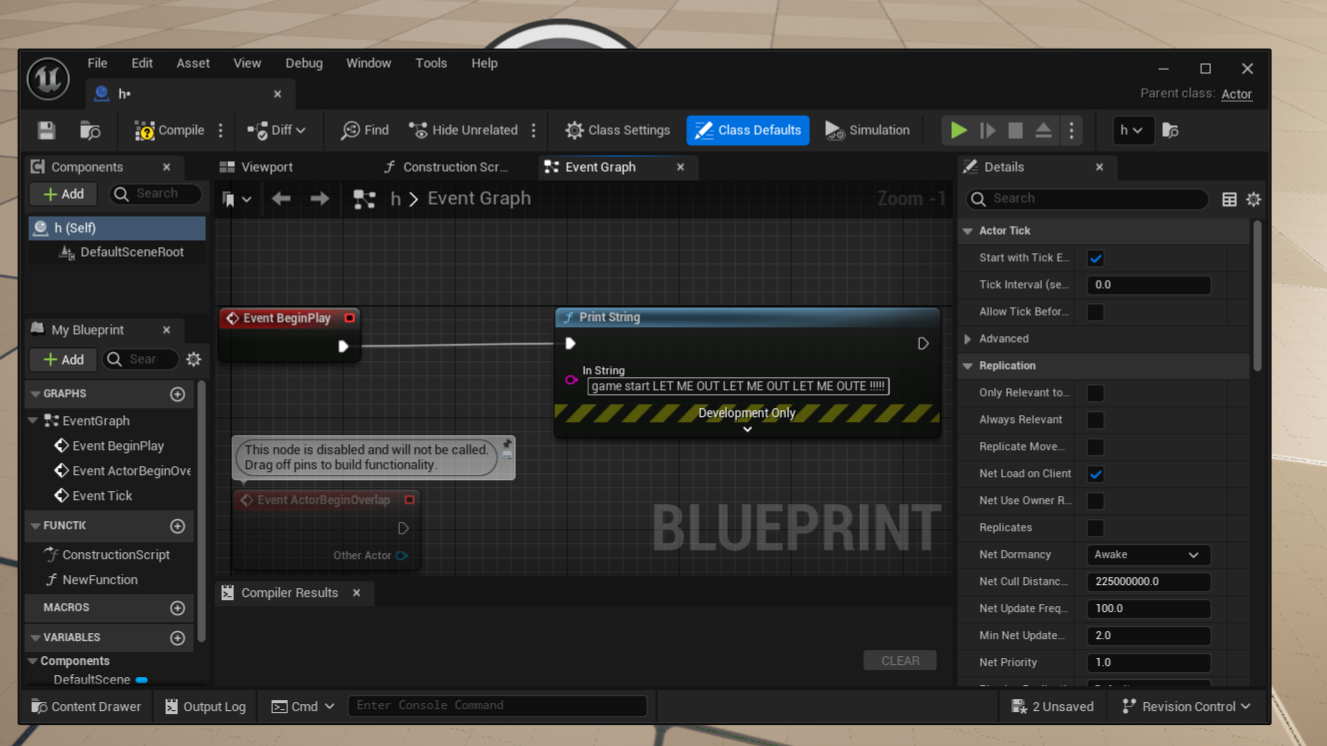 File Edit Asset View Debug Window Tools Help
h•
Parent class: Actor
Compile Diff Find Hide Unrelated Class Settings Class Defaults Simulation h
Components
Add Search
h (Self)
DefaultSceneRoot
My Blueprint
Add Sear
GRAPHS
EventGraph
Event BeginPlay
Event ActorBeginOve
Event Tick
FUNCTIC
ConstructionScript
NewFunction
MACROS
VARIABLES
Components
DefaultScene
Viewport Construction Scr... Event Graph
h > Event Graph Zoom -1
Event BeginPlay
Print String
In String
game start LET ME OUT LET ME OUT LET ME OUTE !!!!!
Development Only
This node is disabled and will not be called.
Drag off pins to build functionality.
Event ActorBeginOverlap
Other Actor
BLUEPRINT
Compiler Results
CLEAR
Details
Search
Actor Tick
Start with Tick E...
Tick Interval (se... 0.0
Allow Tick Befor...
Advanced
Replication
Only Relevant to...
Always Relevant
Replicate Move...
Net Load on Client
Net Use Owner R...
Replicates
Net Dormancy Awake
Net Cull Distanc... 225000000.0
Net Update Freq... 100.0
Min Net Update... 2.0
Net Priority 1.0
Content Drawer Output Log Cmd Enter Console Command 2 Unsaved Revision Control